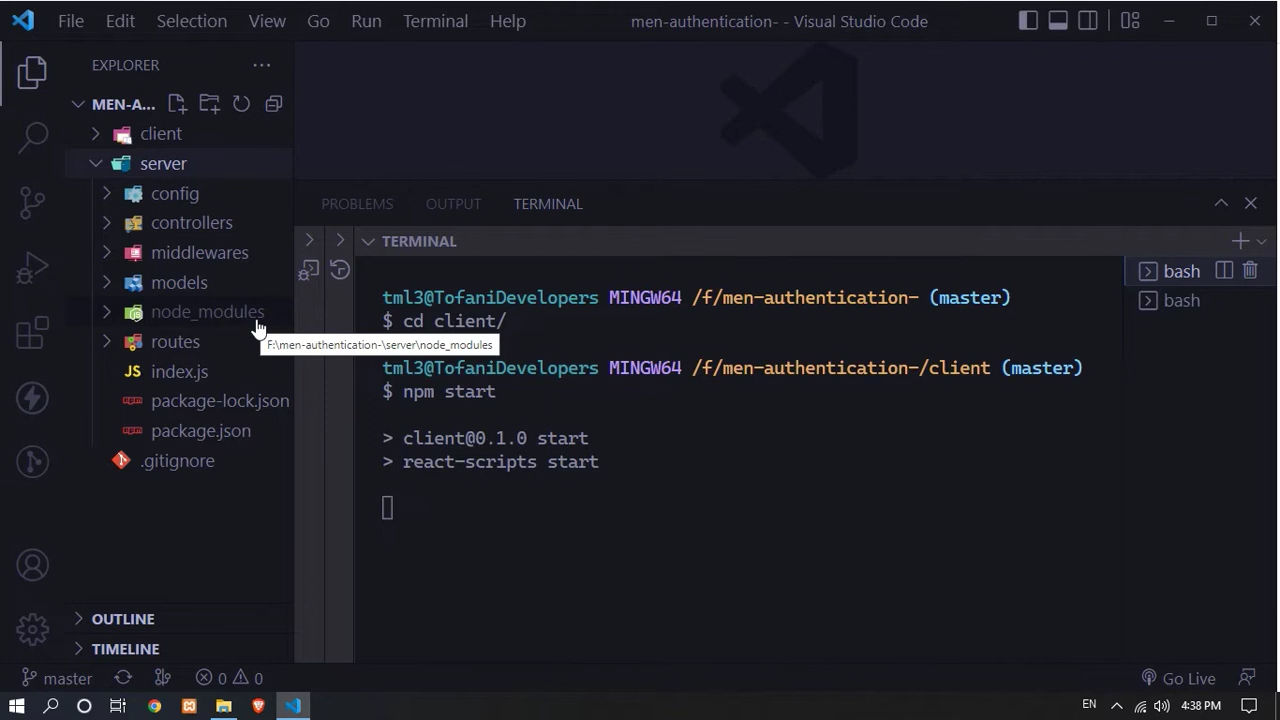 File Edit Selection View Go Run Terminal Help men-authentication- - Visual Studio Code
EXPLORER
MEN-A...
client
server
config
controllers
middlewares
models
node_modules
F:\men-authentication-\server\node_modules
routes
index.js
package-lock.json
package.json
.gitignore
OUTLINE
TIMELINE
PROBLEMS OUTPUT TERMINAL
TERMINAL
tml3@TofaniDevelopers MINGW64 /f/men-authentication- (master)
$ cd client/
tml3@TofaniDevelopers MINGW64 /f/men-authentication-/client (master)
$ npm start
> client@0.1.0 start
> react-scripts start
bash
bash
master 0 0 Go Live
EN 4:38 PM